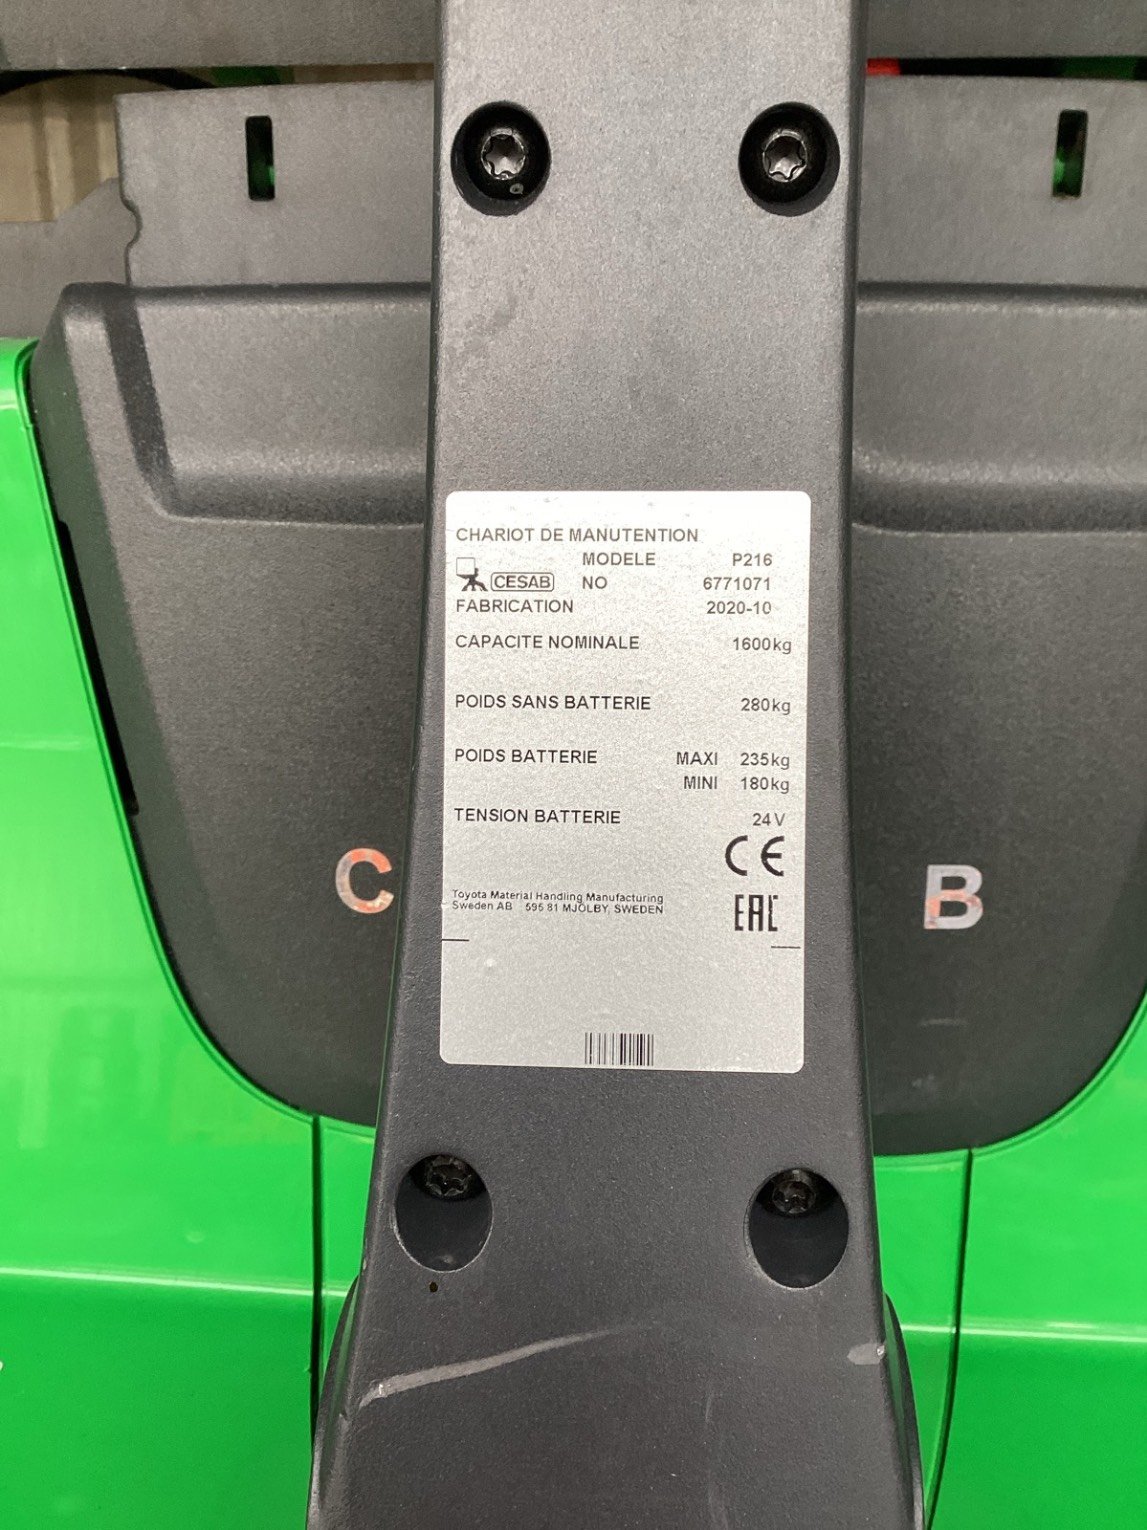 CHARIOT DE MANUTENTION
MODELE P216
CESAB NO 6771071
FABRICATION 2020-10
CAPACITE NOMINALE 1600kg
POIDS SANS BATTERIE 280kg
POIDS BATTERIE MAXI 235kg
MINI 180kg
TENSION BATTERIE 24V
CE
C
B
Toyota Material Handling Manufacturing
Sweden AB 595 81 MJÖLBY, SWEDEN
EAC